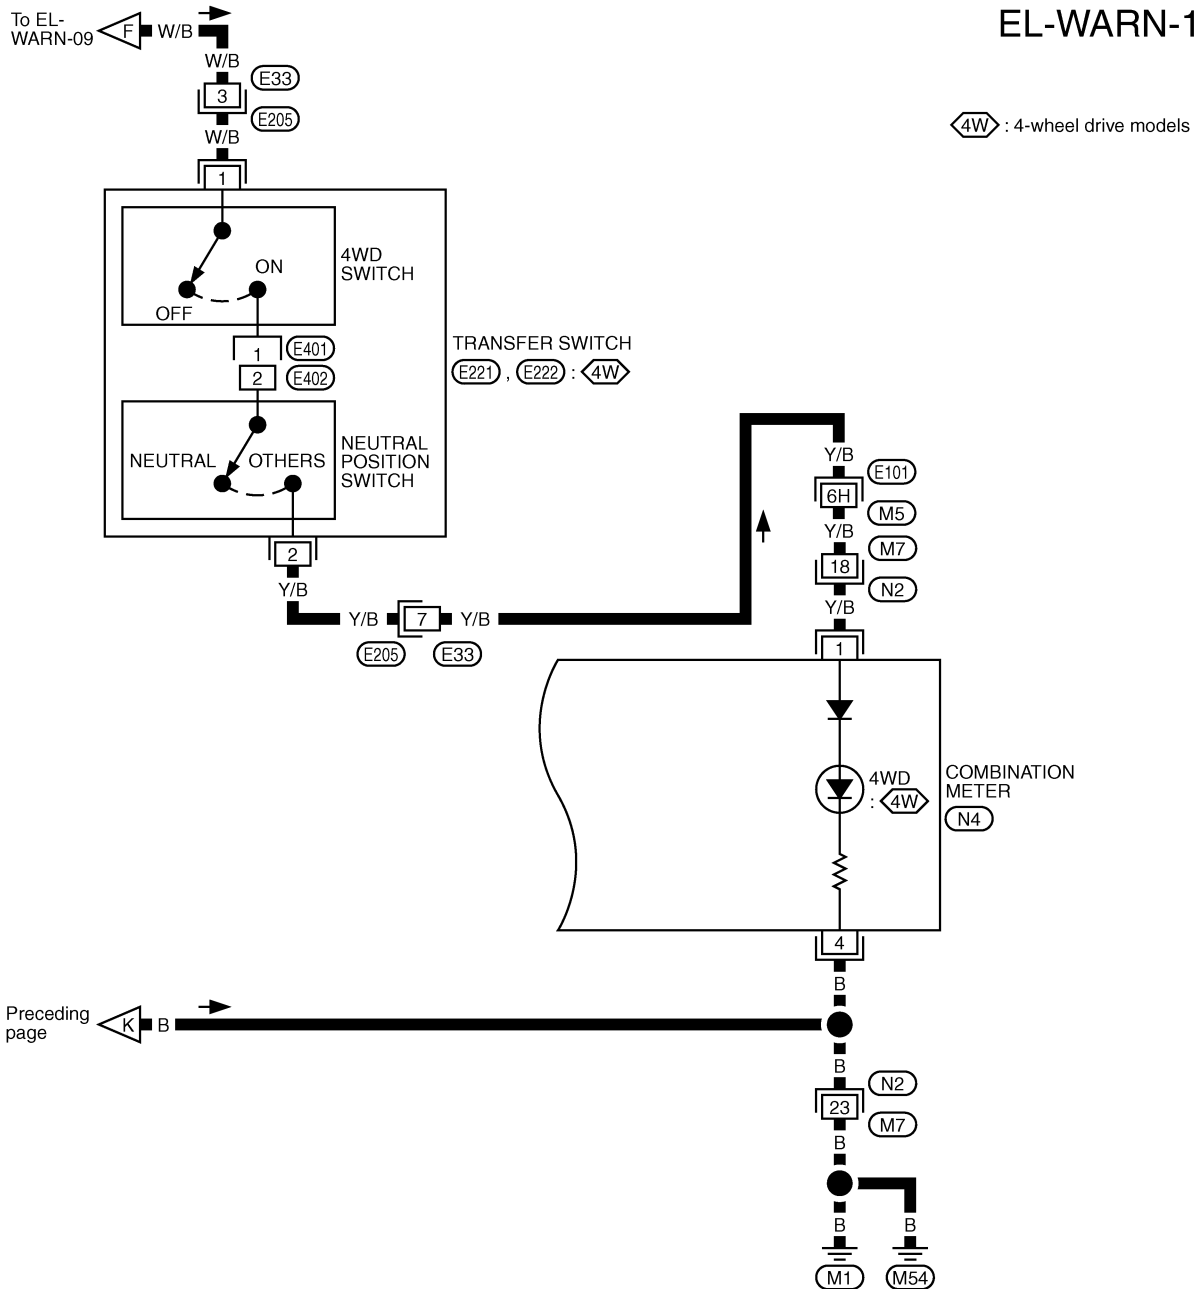 EL-WARN-1
To EL-
WARN-09
F
W/B
W/B
E33
3
E205
W/B
4W : 4-wheel drive models
1
4WD
SWITCH
ON
OFF
1
E401
2
E402
TRANSFER SWITCH
E221 , E222 : 4W
NEUTRAL
OTHERS
NEUTRAL
POSITION
SWITCH
2
Y/B
Y/B
7
Y/B
E205
E33
Y/B
E101
6H
M5
Y/B
M7
18
N2
Y/B
1
4WD
: 4W
COMBINATION
METER
N4
4
B
Preceding
page
K
B
B
N2
23
M7
B
B
B
M1
M54